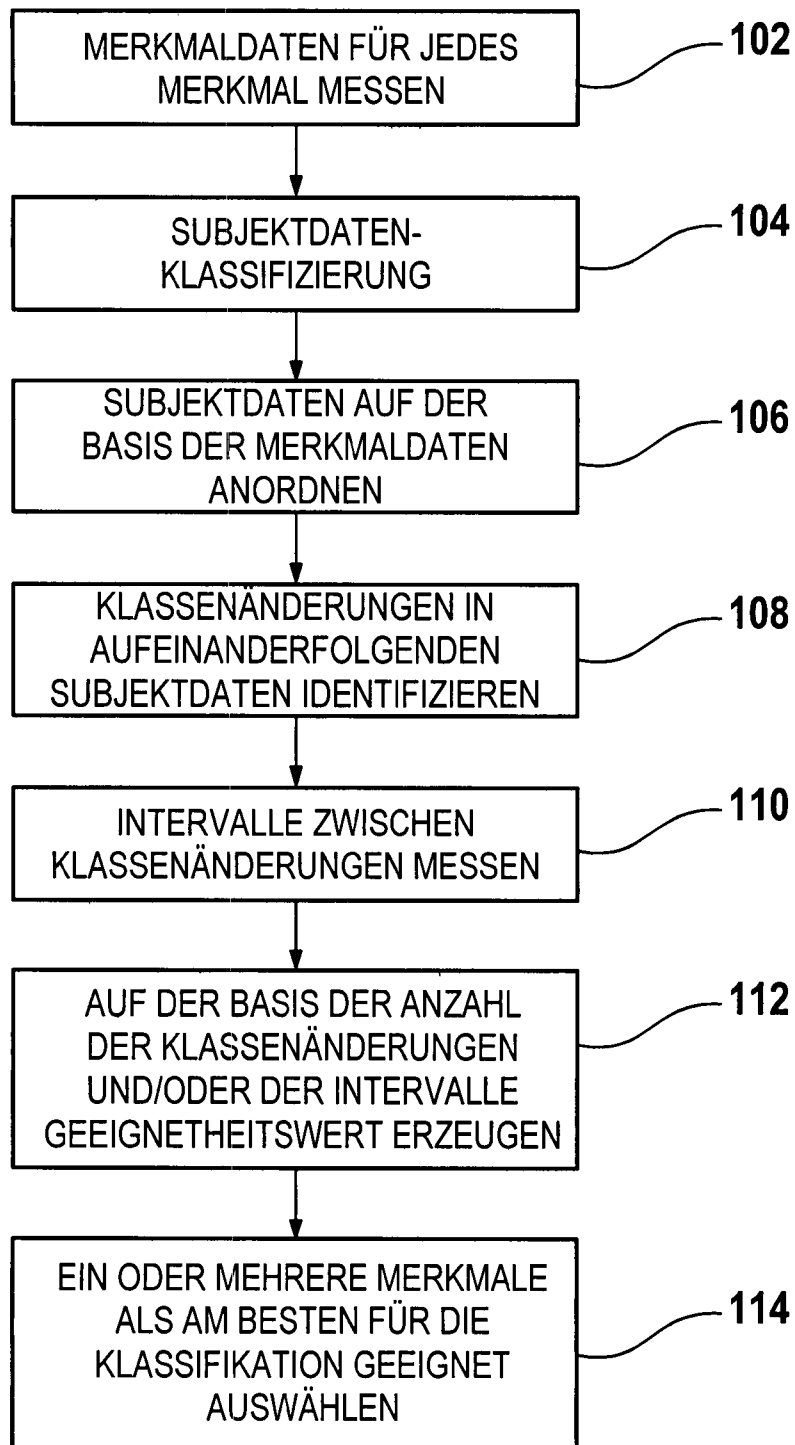 MERKMALDATEN FÜR JEDES
MERKMAL MESSEN
102
SUBJEKTDATEN-
KLASSIFIZIERUNG
104
SUBJEKTDATEN AUF DER
BASIS DER MERKMALDATEN
ANORDNEN
106
KLASSENÄNDERUNGEN IN
AUFEINANDERFOLGENDEN
SUBJEKTDATEN IDENTIFIZIEREN
108
INTERVALLE ZWISCHEN
KLASSENÄNDERUNGEN MESSEN
110
AUF DER BASIS DER ANZAHL
DER KLASSENÄNDERUNGEN
UND/ODER DER INTERVALLE
GEEIGNETHEITSWERT ERZEUGEN
112
EIN ODER MEHRERE MERKMALE
ALS AM BESTEN FÜR DIE
KLASSIFIKATION GEEIGNET
AUSWÄHLEN
114